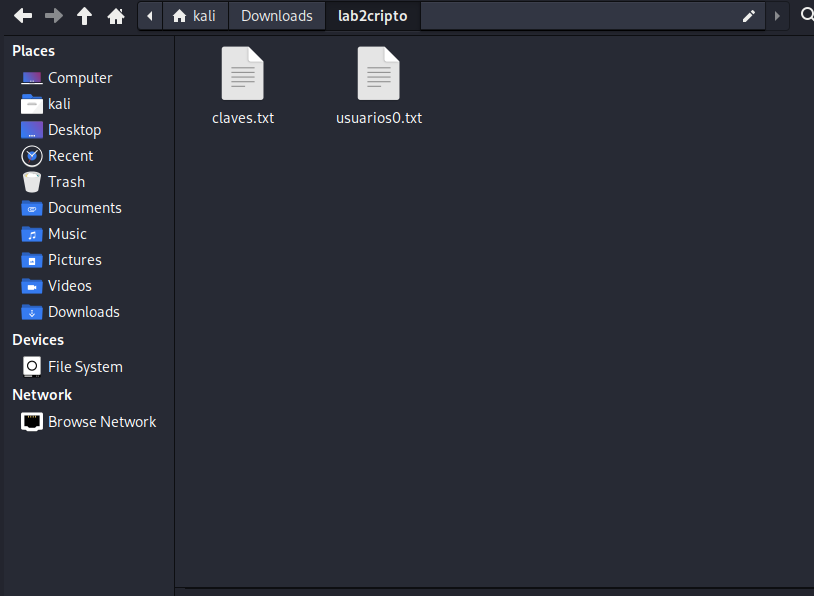 kali Downloads lab2cripto
Places
Computer
kali
Desktop
Recent
Trash
Documents
Music
Pictures
Videos
Downloads
Devices
File System
Network
Browse Network
claves.txt usuarios0.txt